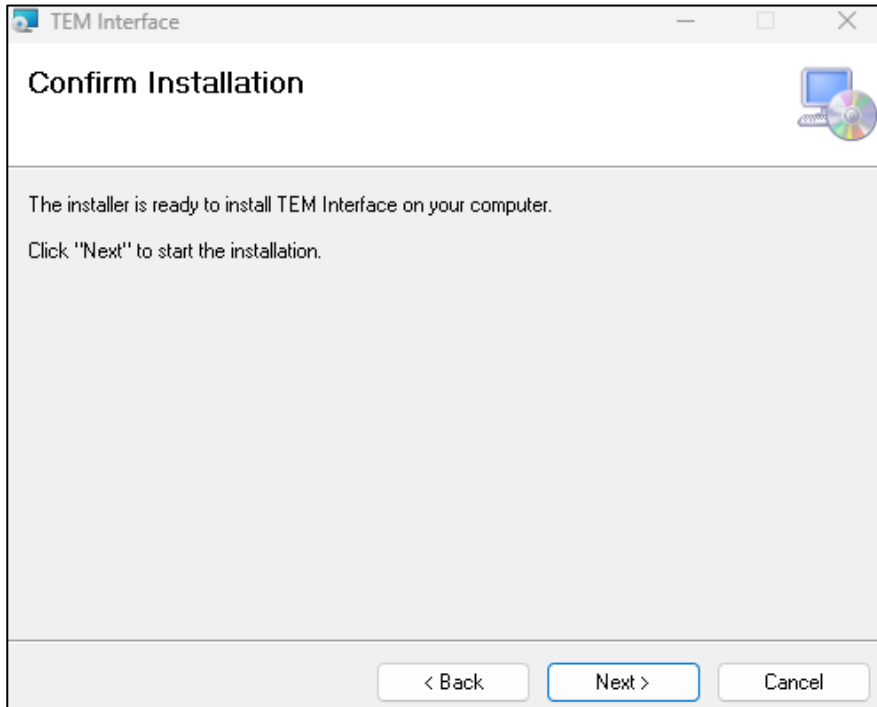 TEM Interface
Confirm Installation
The installer is ready to install TEM Interface on your computer.
Click "Next" to start the installation.
< Back Next > Cancel